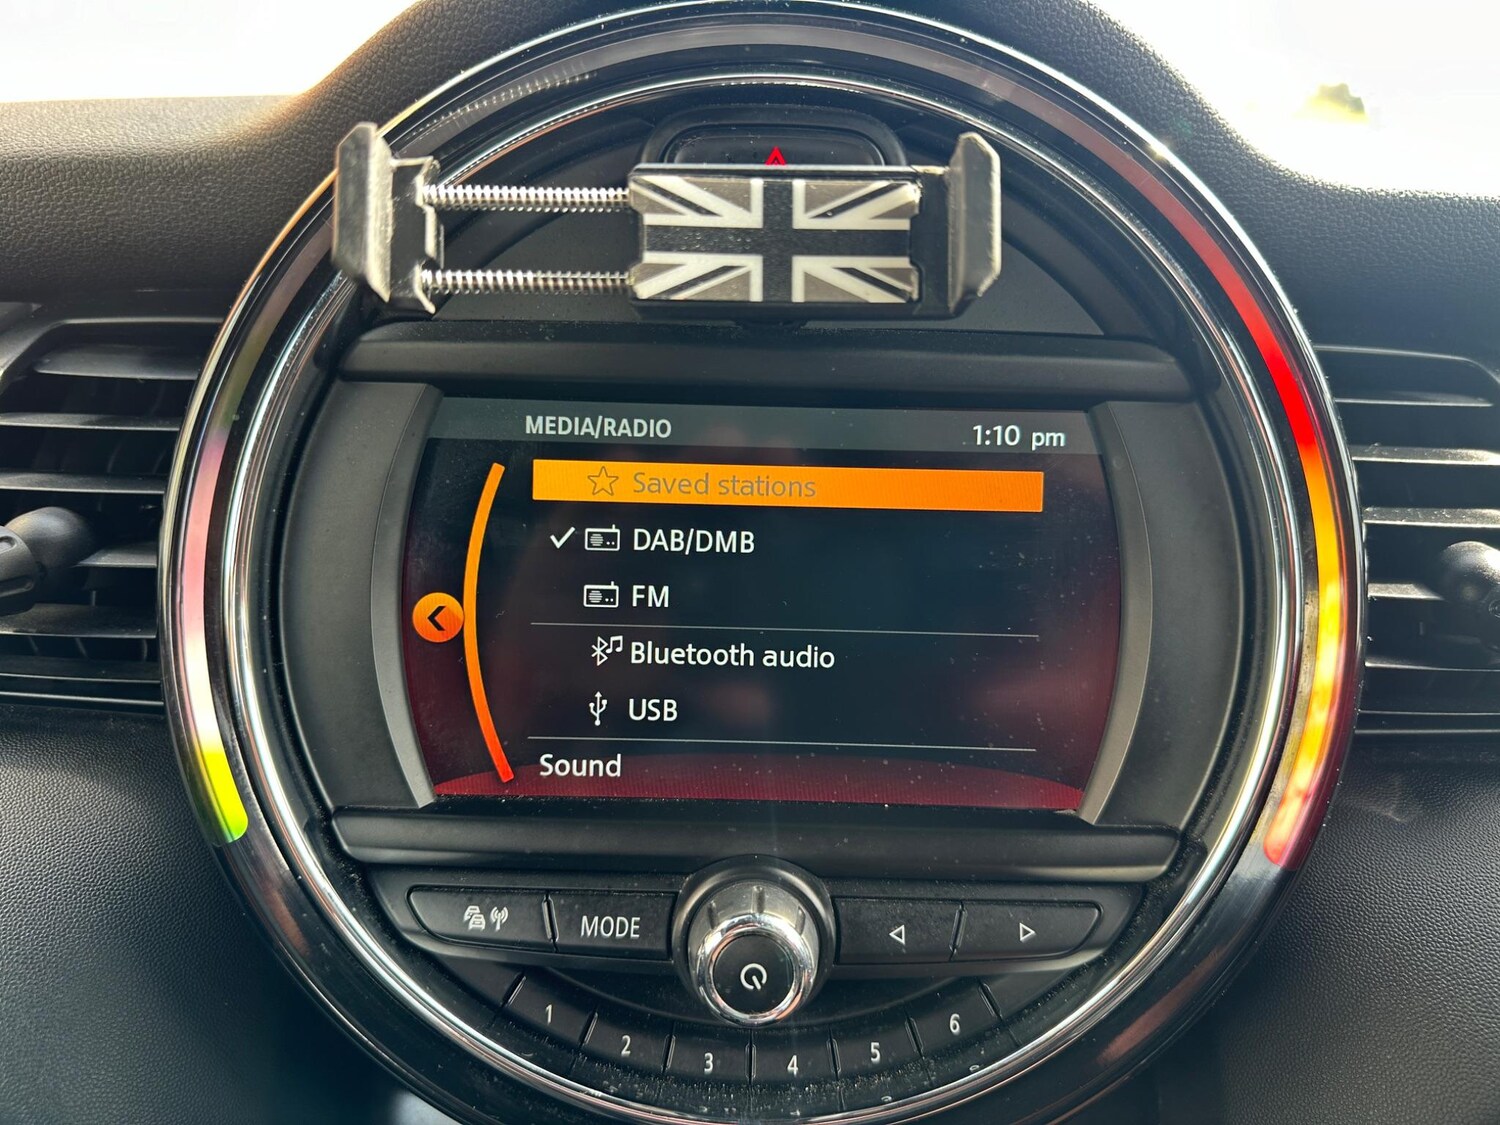 MEDIA/RADIO 1:10 pm
Saved stations
DAB/DMB
FM
Bluetooth audio
USB
Sound
MODE
1 2 3 4 5 6